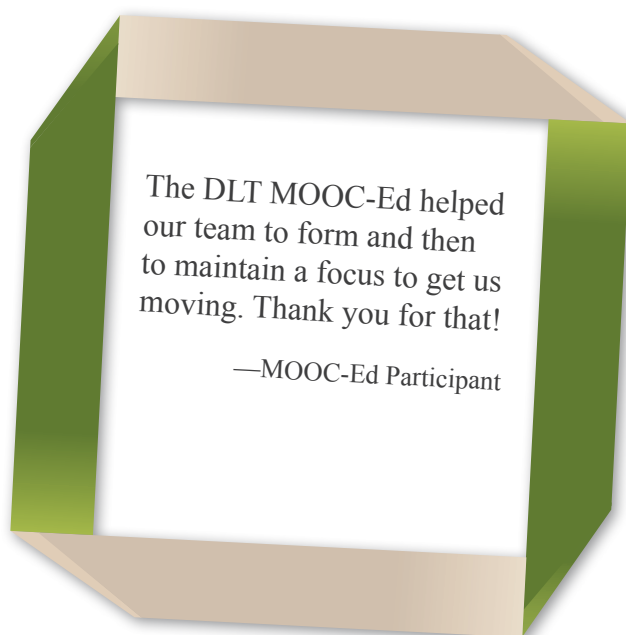 The DLT MOOC-Ed helped
our team to form and then
to maintain a focus to get us
moving. Thank you for that!
—MOOC-Ed Participant